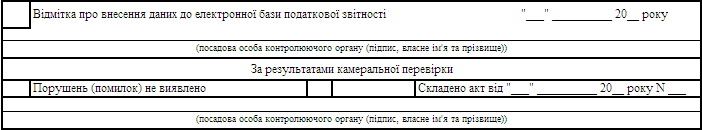 Відмітка про внесення даних до електронної бази податкової звітності "___" __________ 20__ року
(посадова особа контролюючого органу (підпис, власне ім'я та прізвище))
За результатами камеральної перевірки
Порушень (помилок) не виявлено Складено акт від "___" __________ 20__ року N ___
(посадова особа контролюючого органу (підпис, власне ім'я та прізвище))